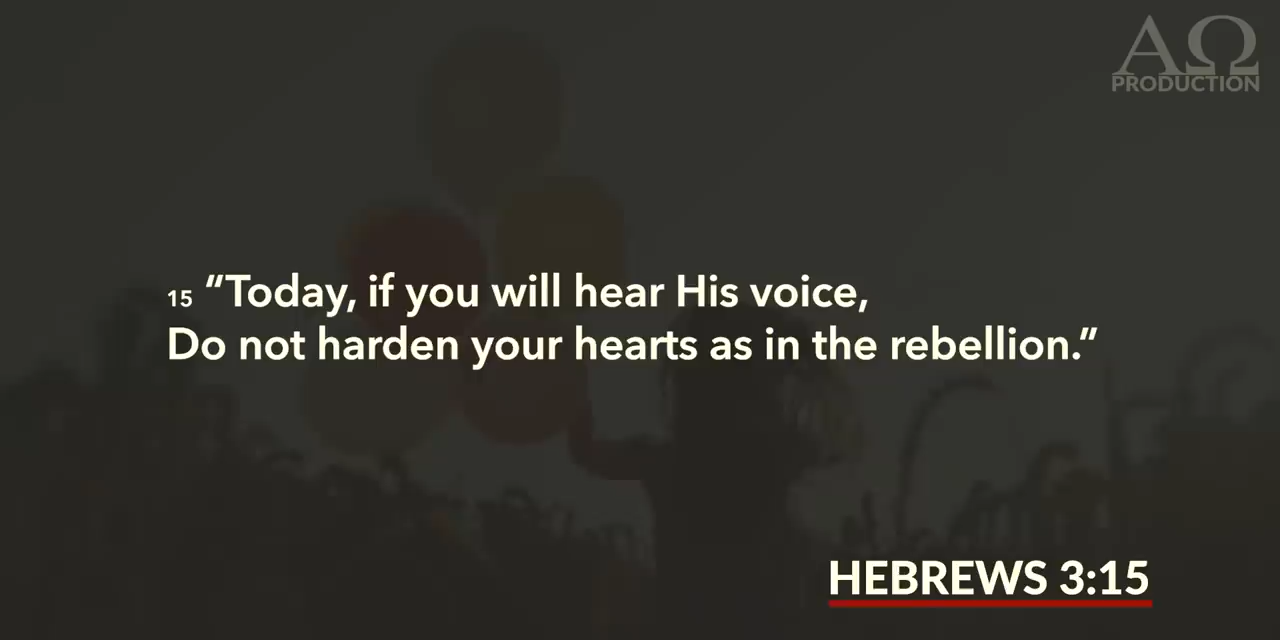 ΑΩ
PRODUCTION
15 “Today, if you will hear His voice,
Do not harden your hearts as in the rebellion.”
HEBREWS 3:15